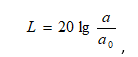 L = 20 lg a / a₀ ,